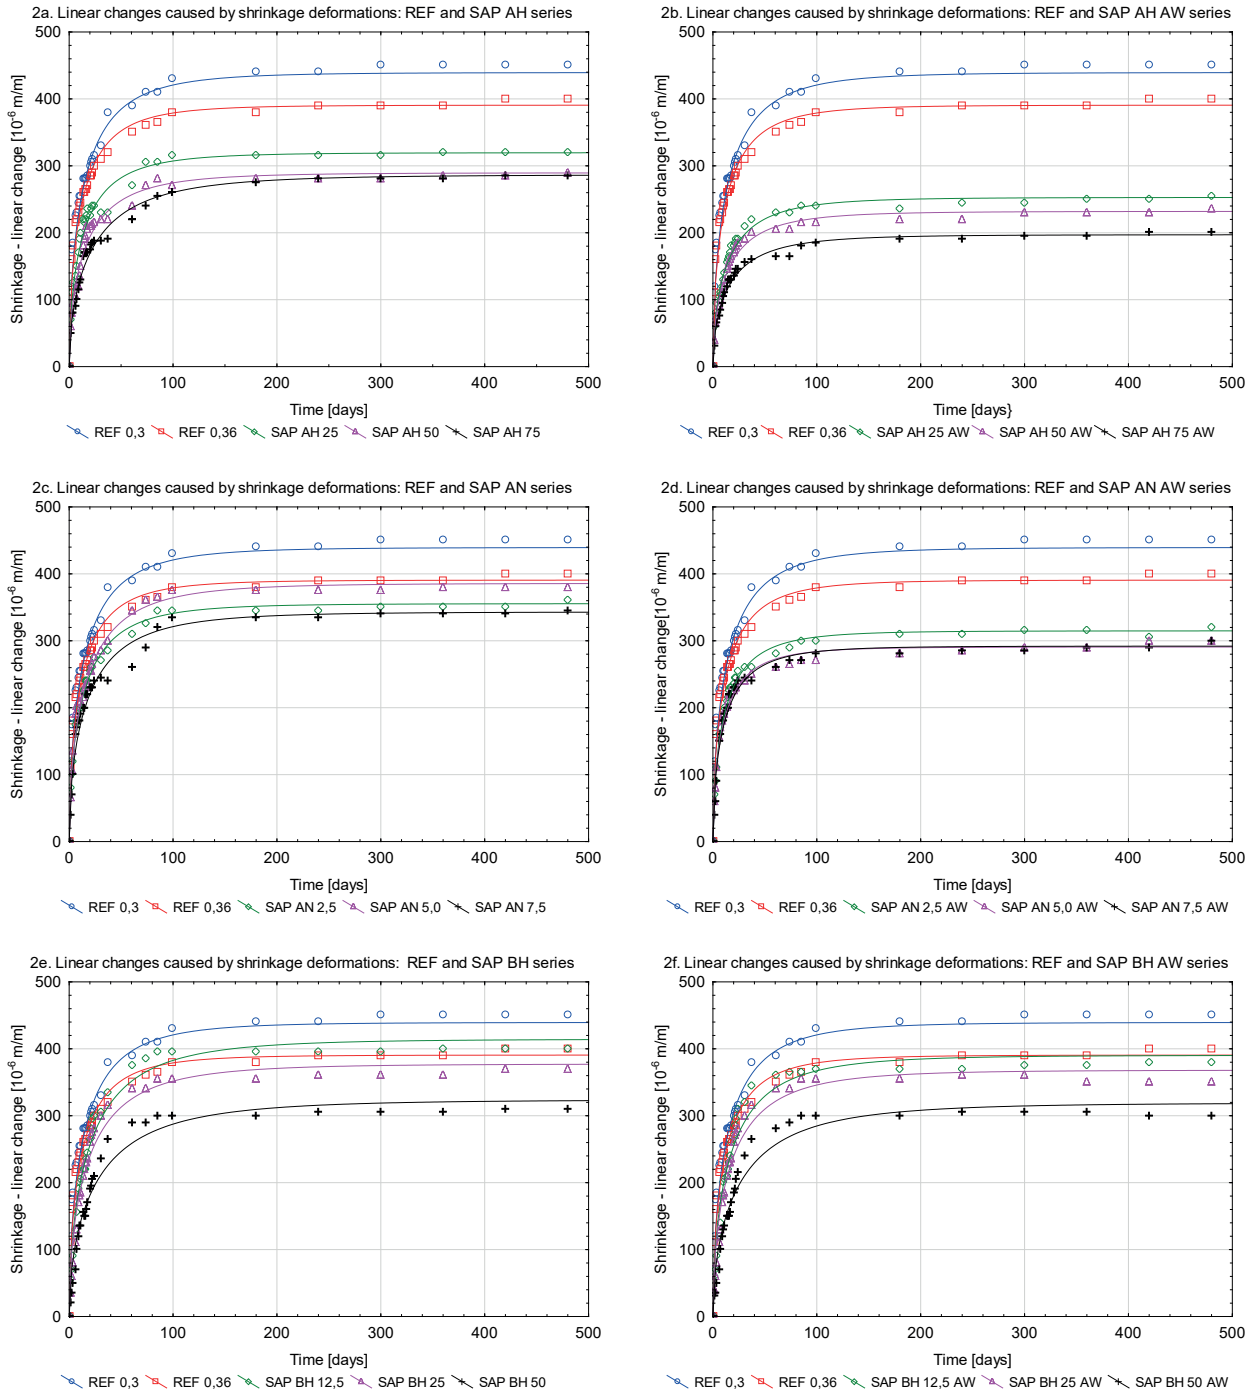 2a. Linear changes caused by shrinkage deformations: REF and SAP AH series
Shrinkage - linear change [10⁻⁶ m/m]
500
400
300
200
100
0
0 100 200 300 400 500
Time [days]
REF 0,3 REF 0,36 SAP AH 25 SAP AH 50 SAP AH 75
2b. Linear changes caused by shrinkage deformations: REF and SAP AH AW series
Shrinkage - linear change [10⁻⁶ m/m]
500
400
300
200
100
0
0 100 200 300 400 500
Time [days}
REF 0,3 REF 0,36 SAP AH 25 AW SAP AH 50 AW SAP AH 75 AW
2c. Linear changes caused by shrinkage deformations: REF and SAP AN series
Shrinkage - linear change [10⁻⁶ m/m]
500
400
300
200
100
0
0 100 200 300 400 500
Time [days]
REF 0,3 REF 0,36 SAP AN 2,5 SAP AN 5,0 SAP AN 7,5
2d. Linear changes caused by shrinkage deformations: REF and SAP AN AW series
Shrinkage - linear change[10⁻⁶ m/m]
500
400
300
200
100
0
0 100 200 300 400 500
Time [days]
REF 0,3 REF 0,36 SAP AN 2,5 AW SAP AN 5,0 AW SAP AN 7,5 AW
2e. Linear changes caused by shrinkage deformations: REF and SAP BH series
Shrinkage - linear change [10⁻⁶ m/m]
500
400
300
200
100
0
0 100 200 300 400 500
Time [days]
REF 0,3 REF 0,36 SAP BH 12,5 SAP BH 25 SAP BH 50
2f. Linear changes caused by shrinkage deformations: REF and SAP BH AW series
Shrinkage - linear change [10⁻⁶ m/m]
500
400
300
200
100
0
0 100 200 300 400 500
Time [days]
REF 0,3 REF 0,36 SAP BH 12,5 AW SAP BH 25 AW SAP BH 50 AW